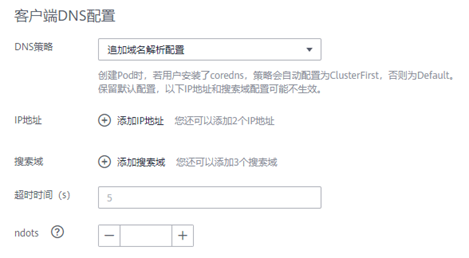 客户端DNS配置
DNS策略
追加域名解析配置
创建Pod时，若用户安装了coredns，策略会自动配置为ClusterFirst，否则为Default。
保留默认配置，以下IP地址和搜索域配置可能不生效。
IP地址 添加IP地址 您还可以添加2个IP地址
搜索域 添加搜索域 您还可以添加3个搜索域
超时时间（s） 5
ndots ?